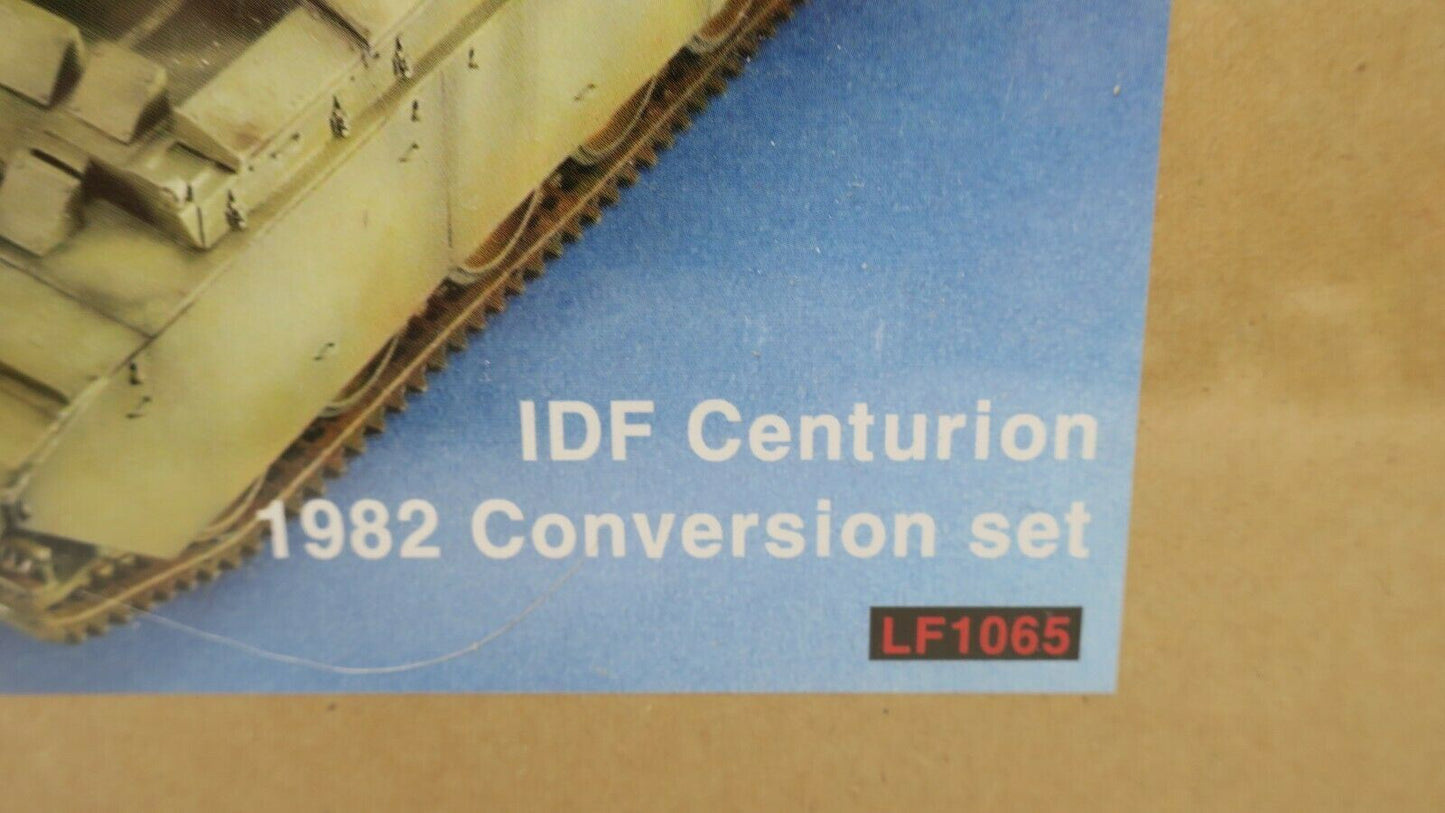 IDF Centurion
1982 Conversion set
LF1065